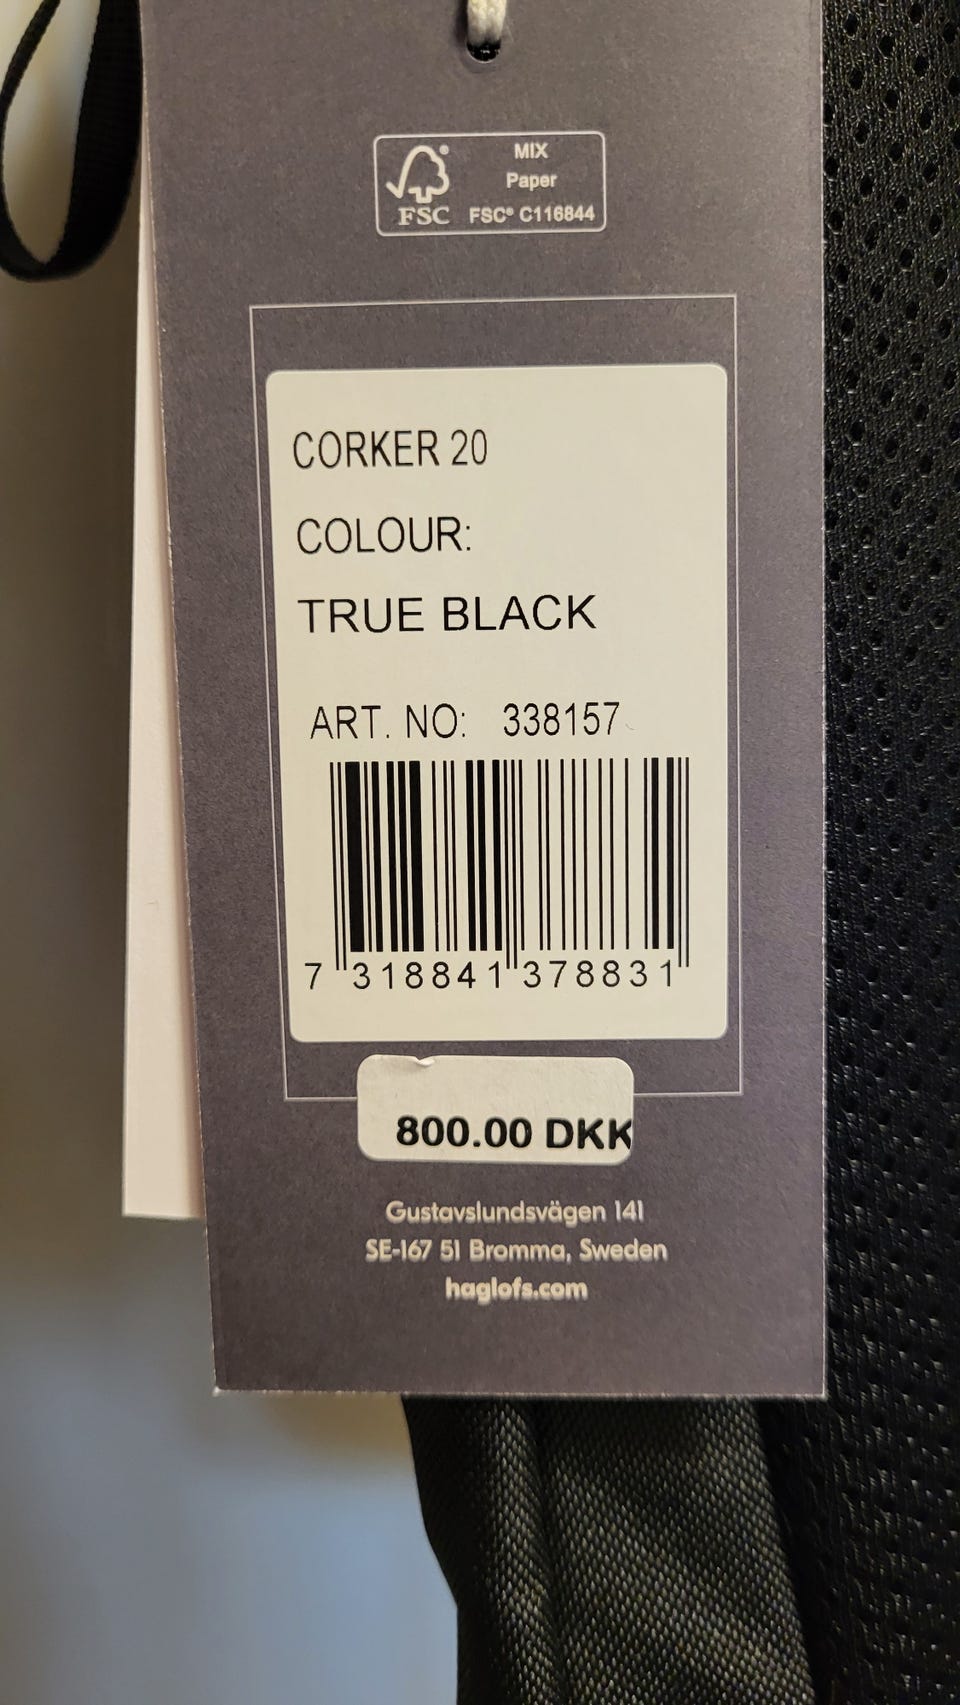 MIX
Paper
FSC® C116844
FSC
CORKER 20
COLOUR:
TRUE BLACK
ART. NO: 338157
7 318841 378831
800.00 DKK
Gustavslundsvägen 141
SE-167 51 Bromma, Sweden
haglofs.com